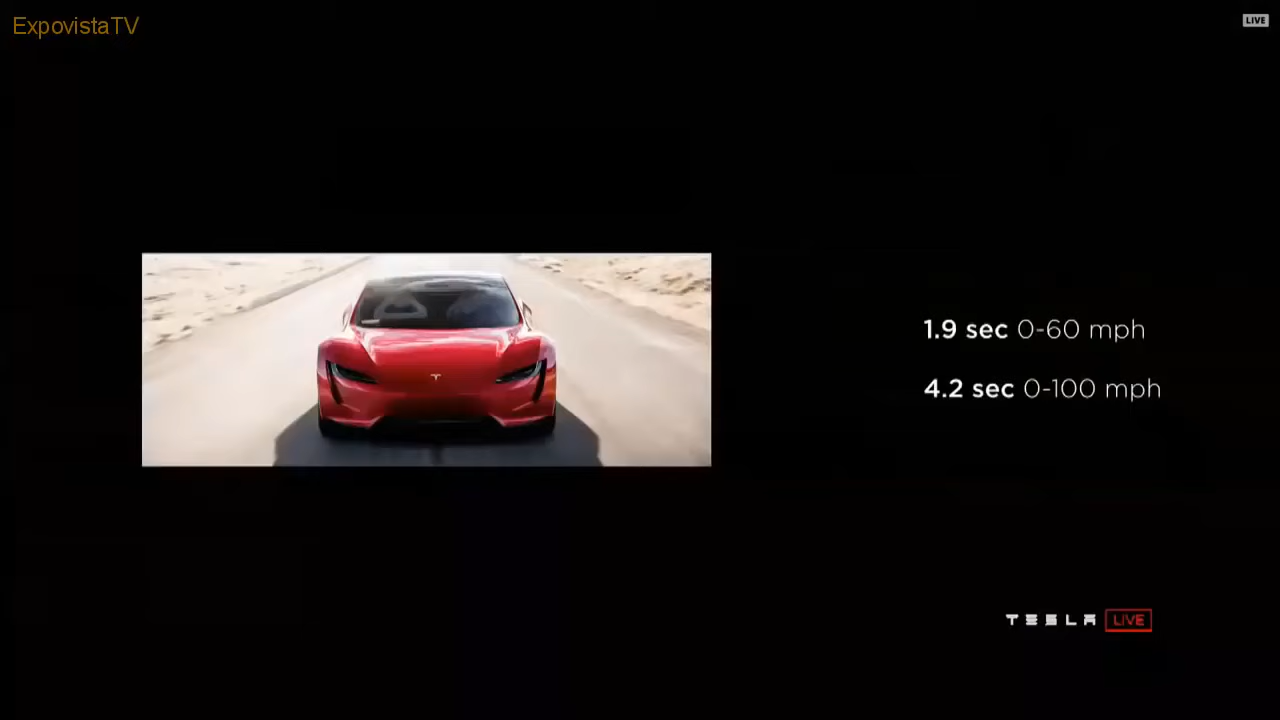 ExpovistaTV
LIVE
1.9 sec 0-60 mph
4.2 sec 0-100 mph
TESLA LIVE